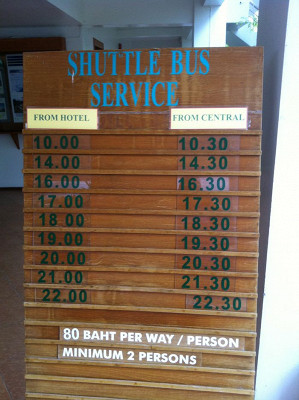 SHUTTLE BUS
SERVICE
FROM HOTEL FROM CENTRAL
10.00 10.30
14.00 14.30
16.00 16.30
17.00 17.30
18.00 18.30
19.00 19.30
20.00 20.30
21.00 21.30
22.00 22.30
80 BAHT PER WAY / PERSON
MINIMUM 2 PERSONS